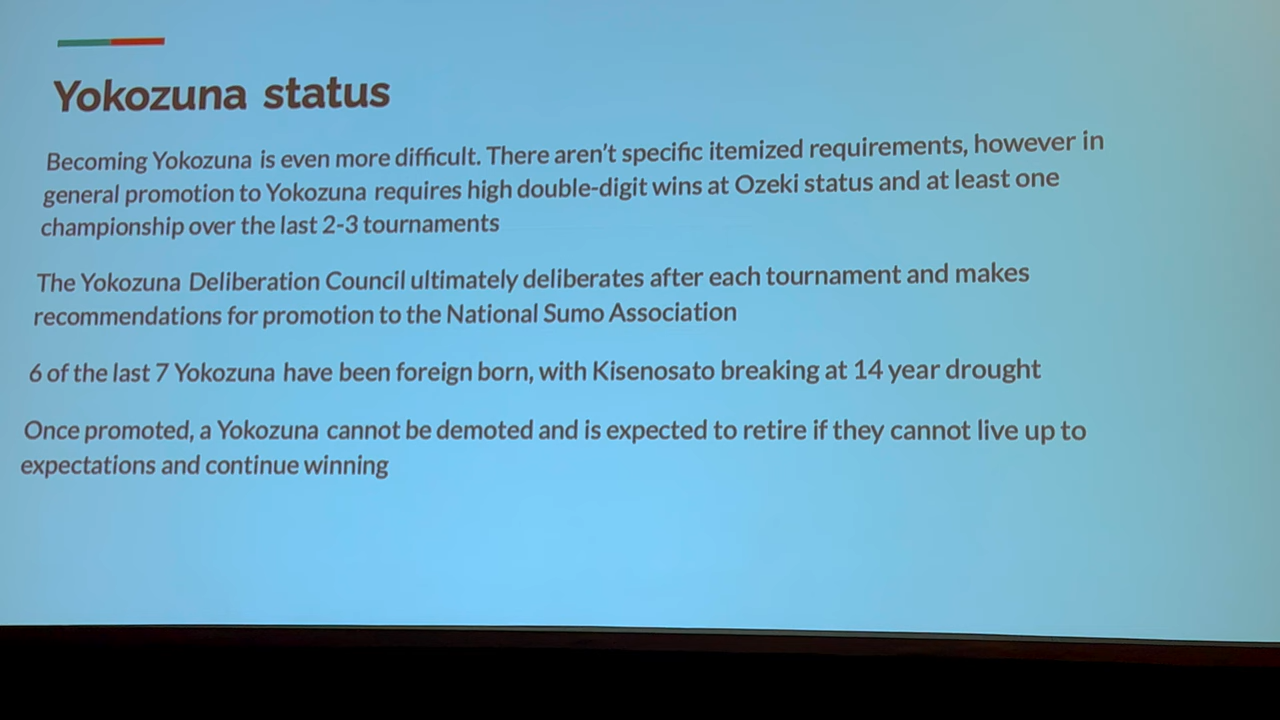 Yokozuna status
Becoming Yokozuna is even more difficult. There aren't specific itemized requirements, however in
general promotion to Yokozuna requires high double-digit wins at Ozeki status and at least one
championship over the last 2-3 tournaments
The Yokozuna Deliberation Council ultimately deliberates after each tournament and makes
recommendations for promotion to the National Sumo Association
6 of the last 7 Yokozuna have been foreign born, with Kisenosato breaking at 14 year drought
Once promoted, a Yokozuna cannot be demoted and is expected to retire if they cannot live up to
expectations and continue winning